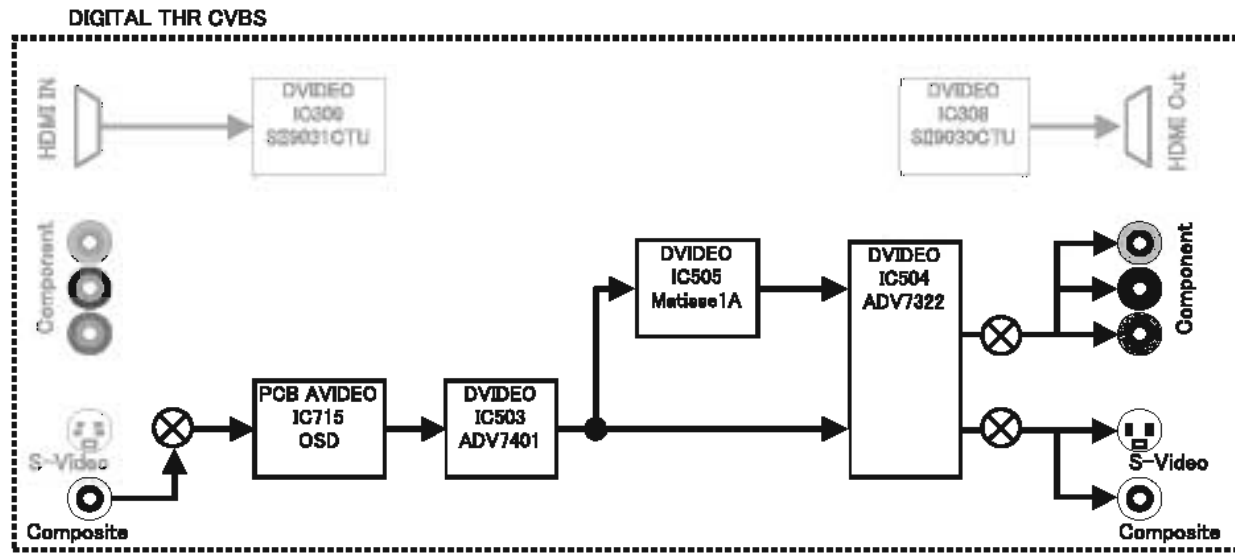 DIGITAL THR CVBS
HDMI IN
DVIDEO
IC309
SiI9031CTU
DVIDEO
IC308
SiI9030CTU
HDMI Out
Component
DVIDEO
IC505
Matisse1A
DVIDEO
IC504
ADV7322
Component
S-Video
PCB AVIDEO
IC715
OSD
DVIDEO
IC503
ADV7401
S-Video
Composite
Composite